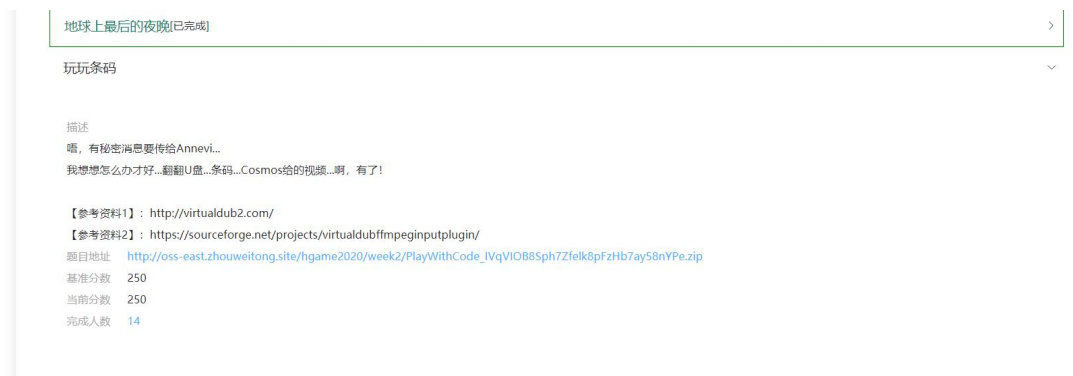 地球上最后的夜晚[已完成]
玩玩条码
描述
唔，有秘密消息要传给Annevi...
我想想怎么办才好...翻翻U盘...条码...Cosmos给的视频...啊，有了！
【参考资料1】：http://virtualdub2.com/
【参考资料2】：https://sourceforge.net/projects/virtualdubffmpeginputplugin/
题目地址 http://oss-east.zhouweitong.site/hgame2020/week2/PlayWithCode_IVqVIOB8Sph7Zfelk8pFzHb7ay58nYPe.zip
基准分数 250
当前分数 250
完成人数 14